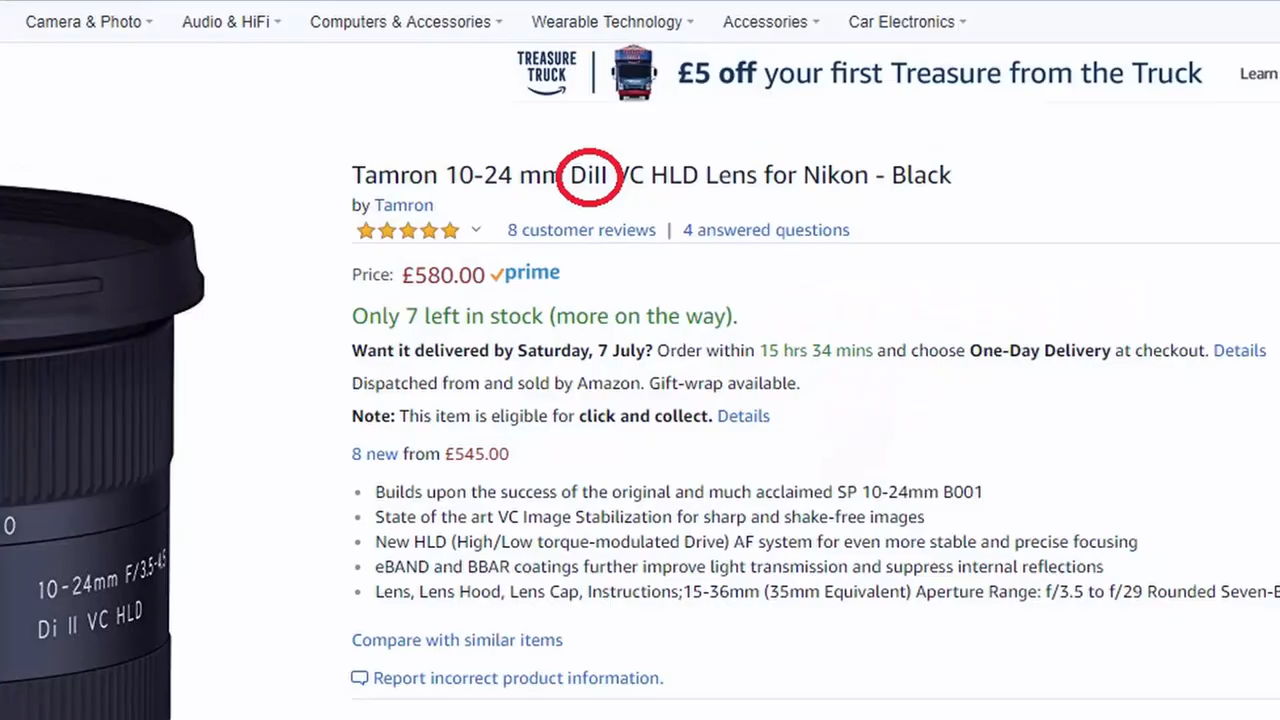 Camera & Photo Audio & HiFi Computers & Accessories Wearable Technology Accessories Car Electronics
TREASURE TRUCK £5 off your first Treasure from the Truck Learn
Tamron 10-24 mm DiII VC HLD Lens for Nikon - Black
by Tamron
8 customer reviews | 4 answered questions
Price: £580.00 prime
Only 7 left in stock (more on the way).
Want it delivered by Saturday, 7 July? Order within 15 hrs 34 mins and choose One-Day Delivery at checkout. Details
Dispatched from and sold by Amazon. Gift-wrap available.
Note: This item is eligible for click and collect. Details
8 new from £545.00
Builds upon the success of the original and much acclaimed SP 10-24mm B001
State of the art VC Image Stabilization for sharp and shake-free images
New HLD (High/Low torque-modulated Drive) AF system for even more stable and precise focusing
eBAND and BBAR coatings further improve light transmission and suppress internal reflections
Lens, Lens Hood, Lens Cap, Instructions;15-36mm (35mm Equivalent) Aperture Range: f/3.5 to f/29 Rounded Seven-
Compare with similar items
Report incorrect product information.
0
10-24mm F/3.5-4.5
Di II VC HLD